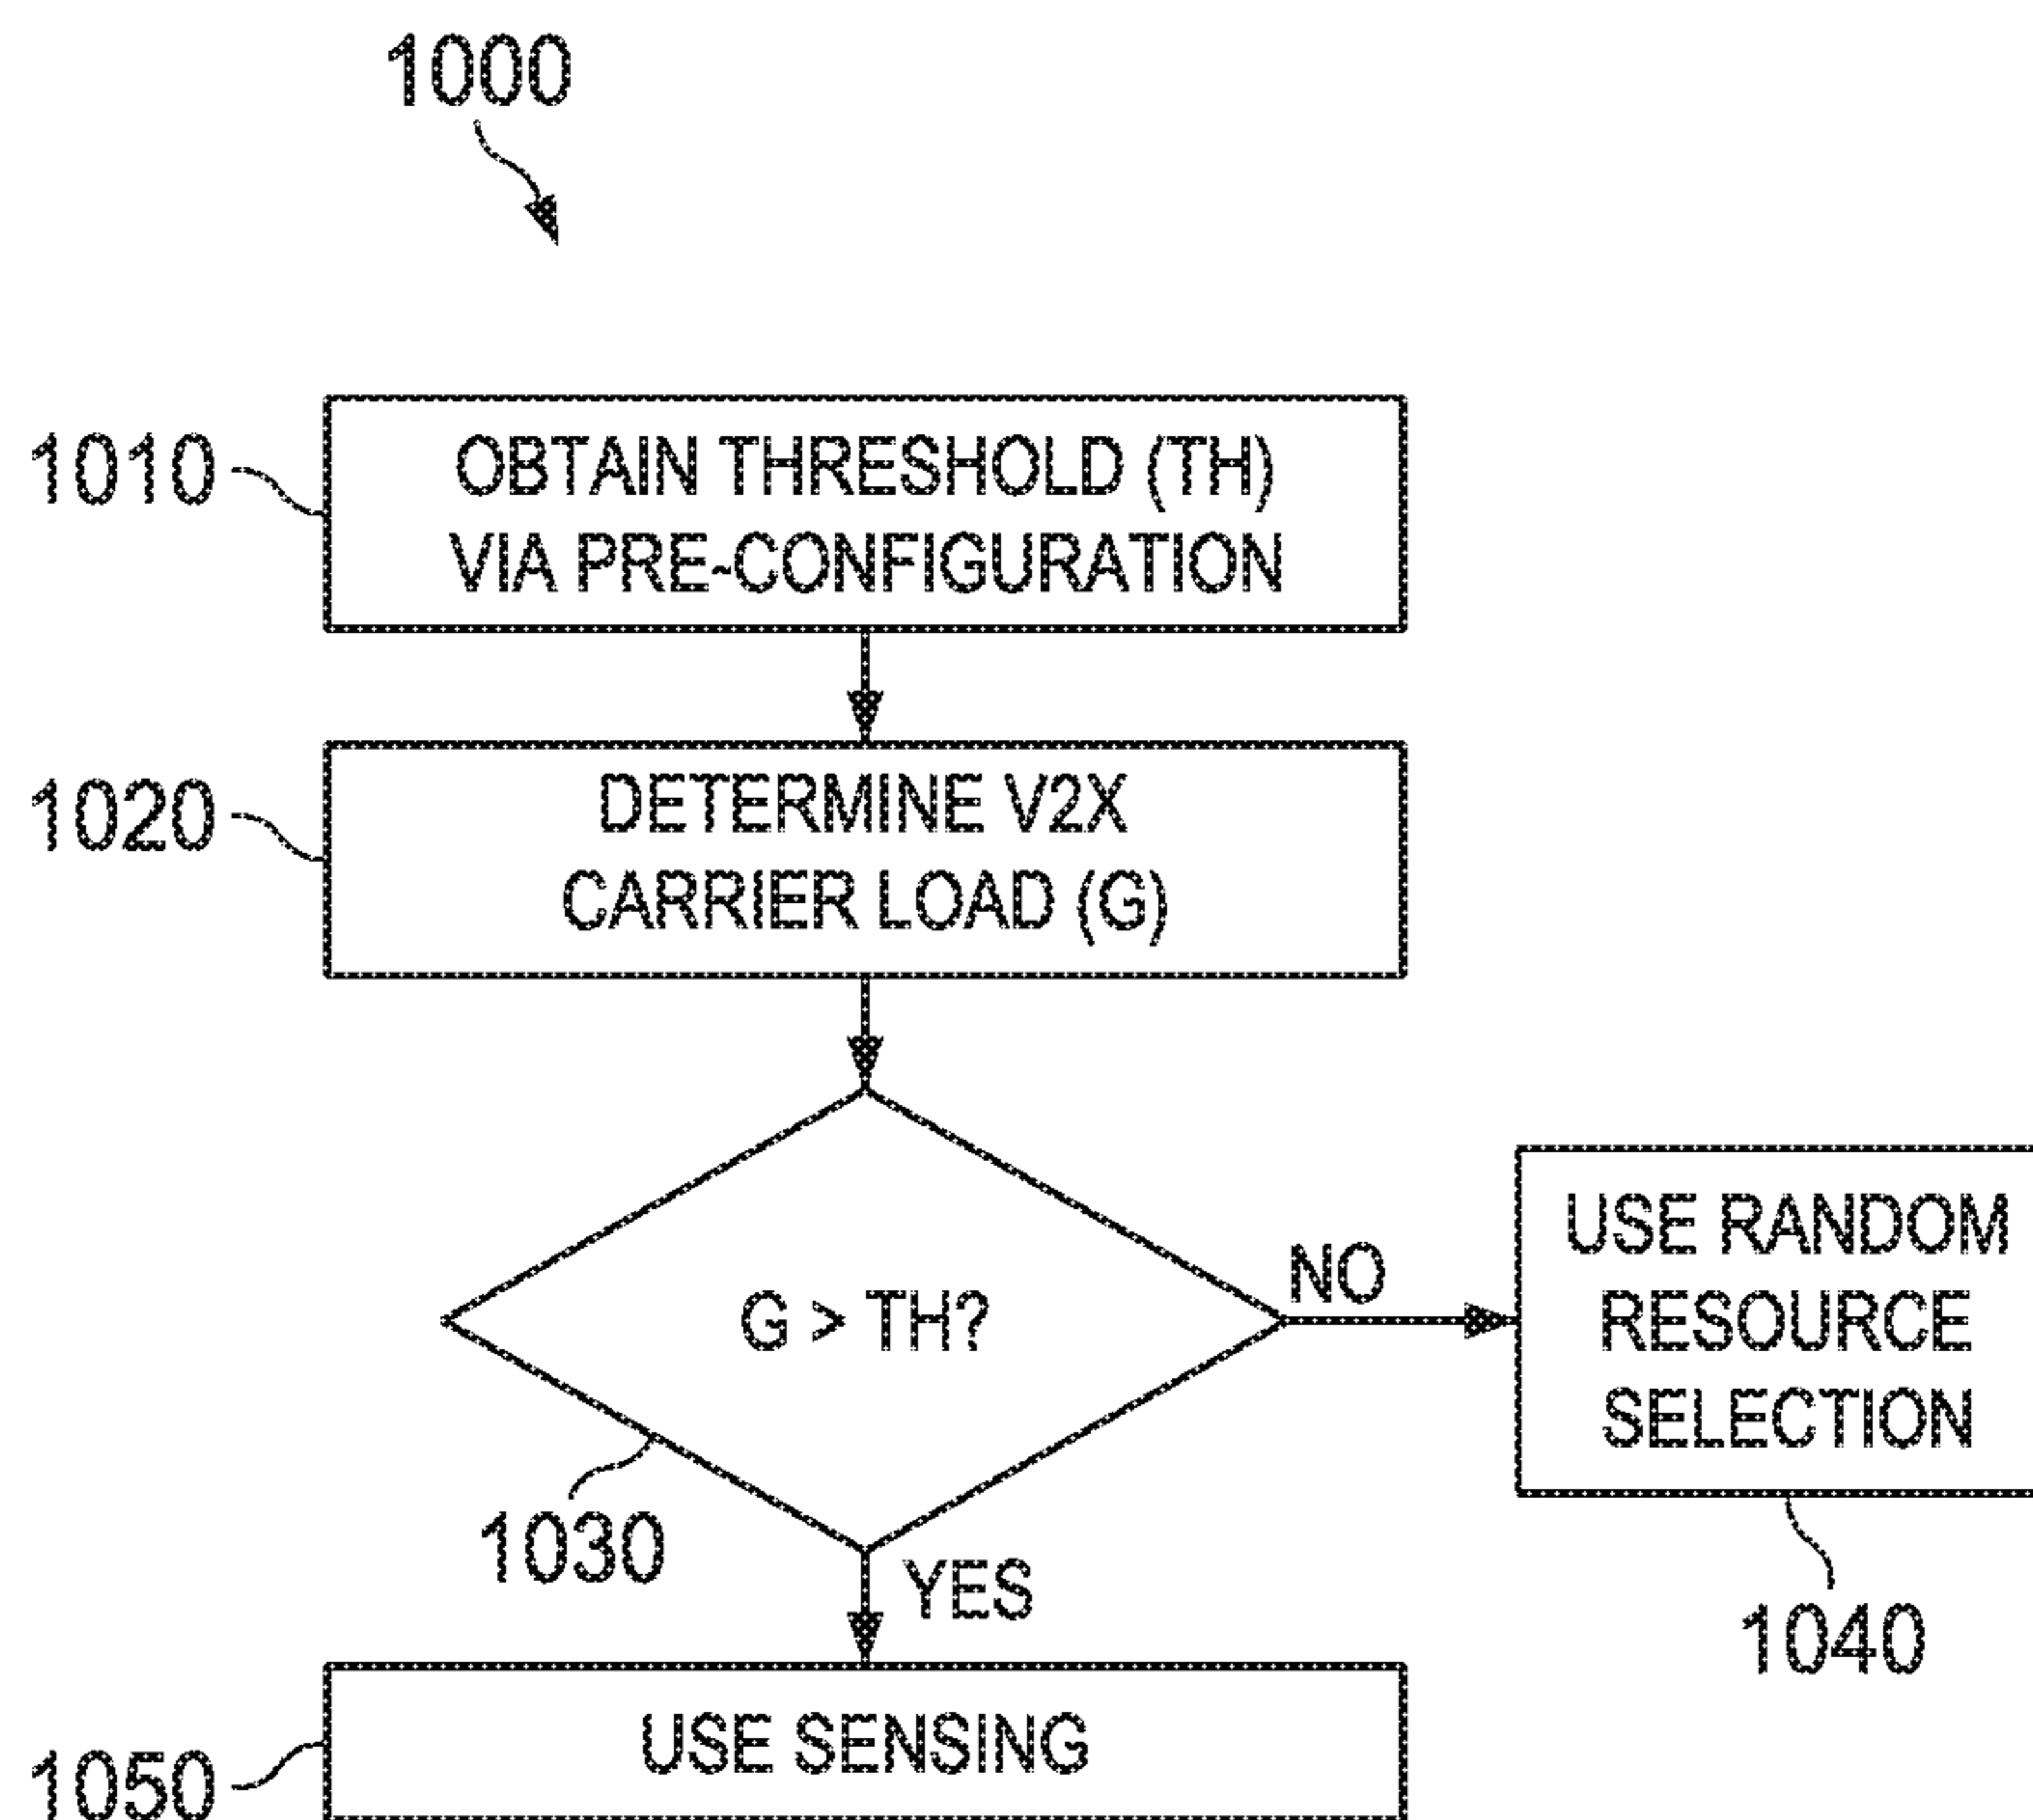 1000
1010
OBTAIN THRESHOLD (TH)
VIA PRE-CONFIGURATION
1020
DETERMINE V2X
CARRIER LOAD (G)
G > TH?
NO
USE RANDOM
RESOURCE
SELECTION
1030
YES
1040
1050
USE SENSING